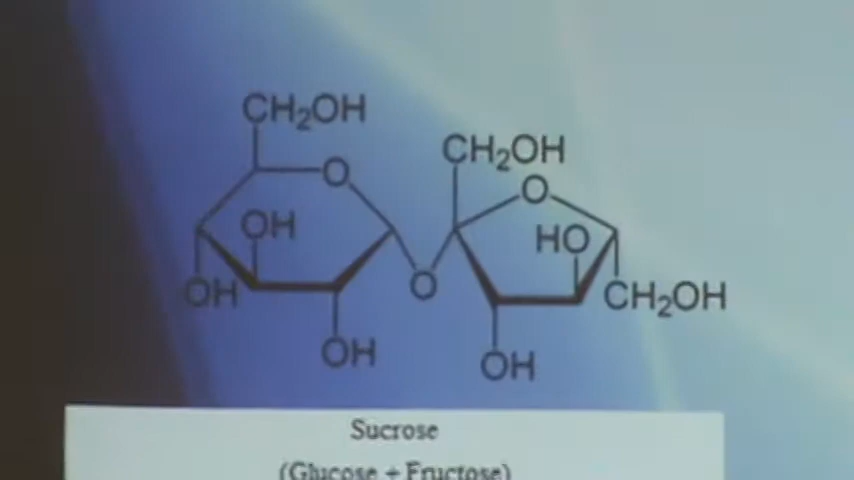 CH₂OH
CH₂OH
O
O
OH
HO
O
OH
CH₂OH
OH
OH
Sucrose
(Glucose + Fructose)